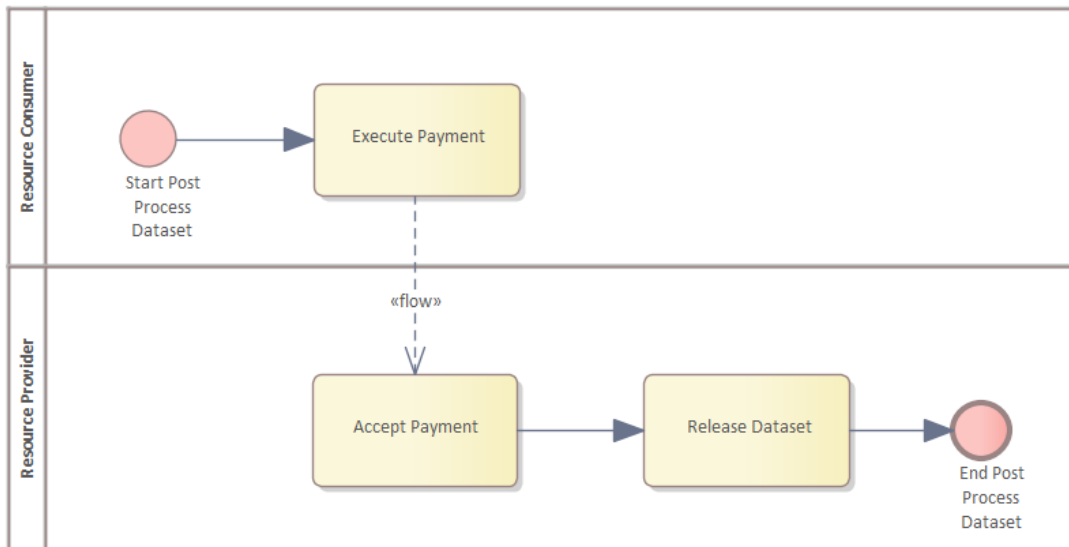 Resource Consumer
Execute Payment
Start Post
Process
Dataset
«flow»
Resource Provider
Accept Payment
Release Dataset
End Post
Process
Dataset